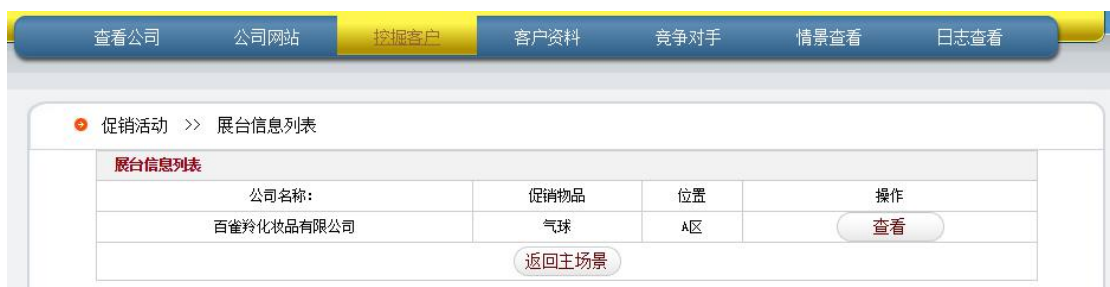 查看公司 公司网站 挖掘客户 客户资料 竞争对手 情景查看 日志查看
促销活动 >> 展台信息列表
展台信息列表
公司名称： 促销物品 位置 操作
百雀羚化妆品有限公司 气球 A区 查看
返回主场景